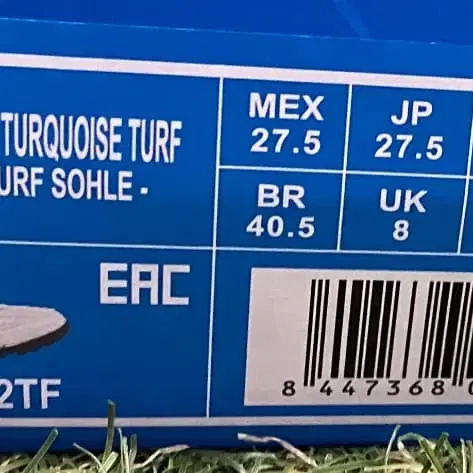 TURQUOISE TURF
URF SOHLE -
MEX
27.5
JP
27.5
BR
40.5
UK
8
EAC
2TF
8 447368